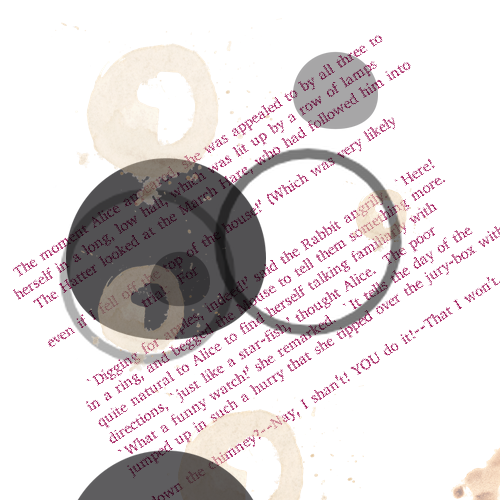 The moment Alice appeared, she was appealed to by all three to
herself in a long, low hall, which was lit up by a row of lamps
The Hatter looked at the March Hare, who had followed him into
even if I fell off the top of the house!' (Which was very likely
trial for
`Digging for apples, indeed!' said the Rabbit angrily. `Here!
in a ring, and begged the Mouse to tell them something more.
quite natural to Alice to find herself talking familiarly with
directions, `just like a star-fish,' thought Alice. The poor
`What a funny watch!' she remarked. `It tells the day of the
jumped up in such a hurry that she tipped over the jury-box with
down the chimney?--Nay, I shan't! YOU do it!--That I won't,